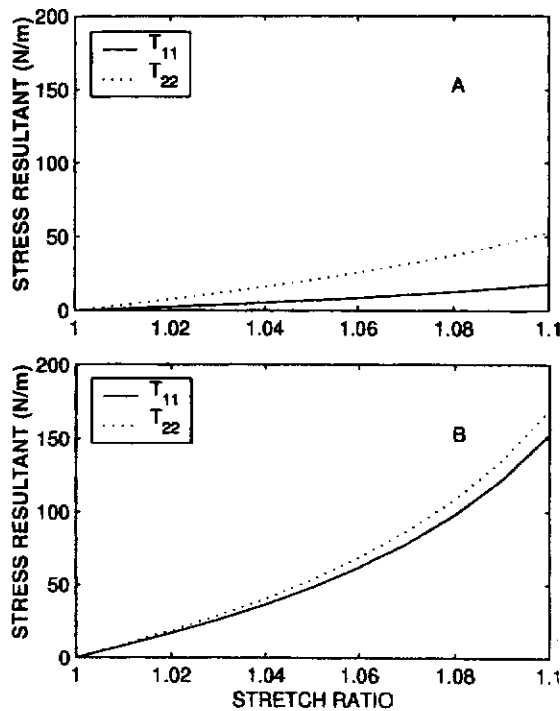 STRESS RESULTANT (N/m)
200
150
100
50
0
T11
T22
A
1 1.02 1.04 1.06 1.08 1.1
STRESS RESULTANT (N/m)
200
150
100
50
0
T11
T22
B
1 1.02 1.04 1.06 1.08 1.1
STRETCH RATIO